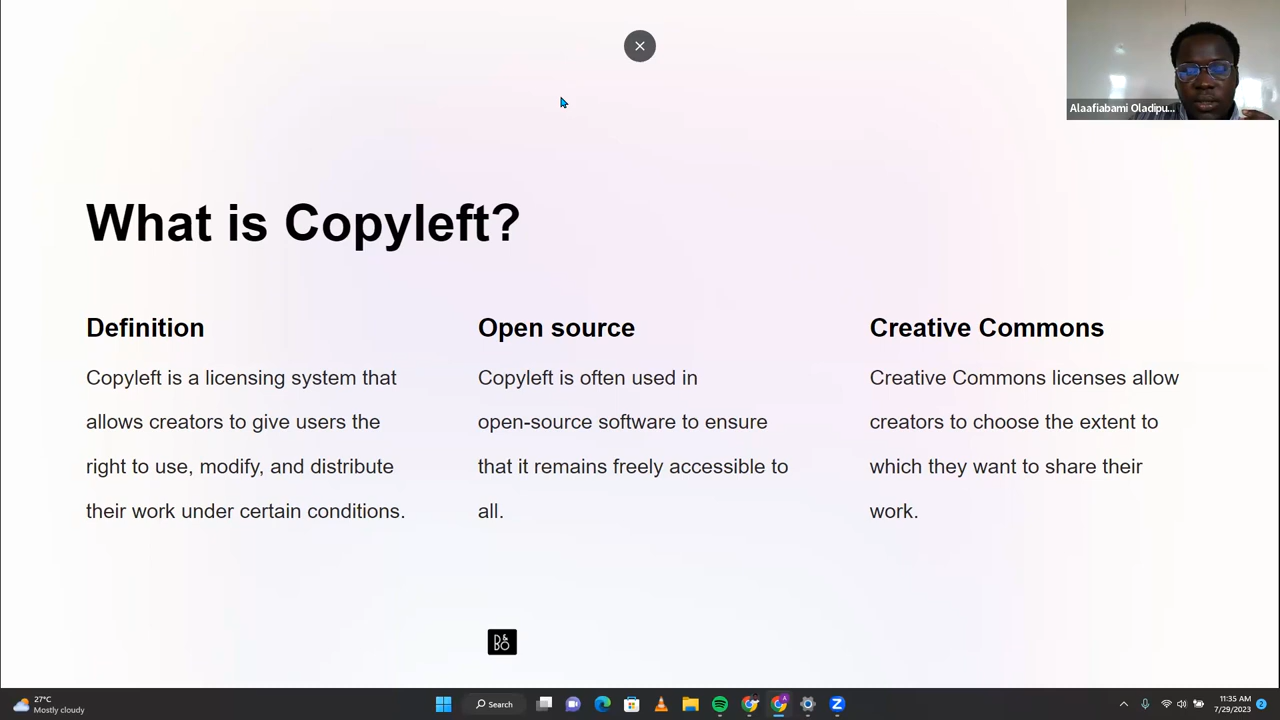 Alaafiabami Oladipu...
What is Copyleft?
Definition
Copyleft is a licensing system that
allows creators to give users the
right to use, modify, and distribute
their work under certain conditions.
Open source
Copyleft is often used in
open-source software to ensure
that it remains freely accessible to
all.
Creative Commons
Creative Commons licenses allow
creators to choose the extent to
which they want to share their
work.
D&
BO
27°C
Mostly cloudy
Search
11:35 AM
7/29/2023
2